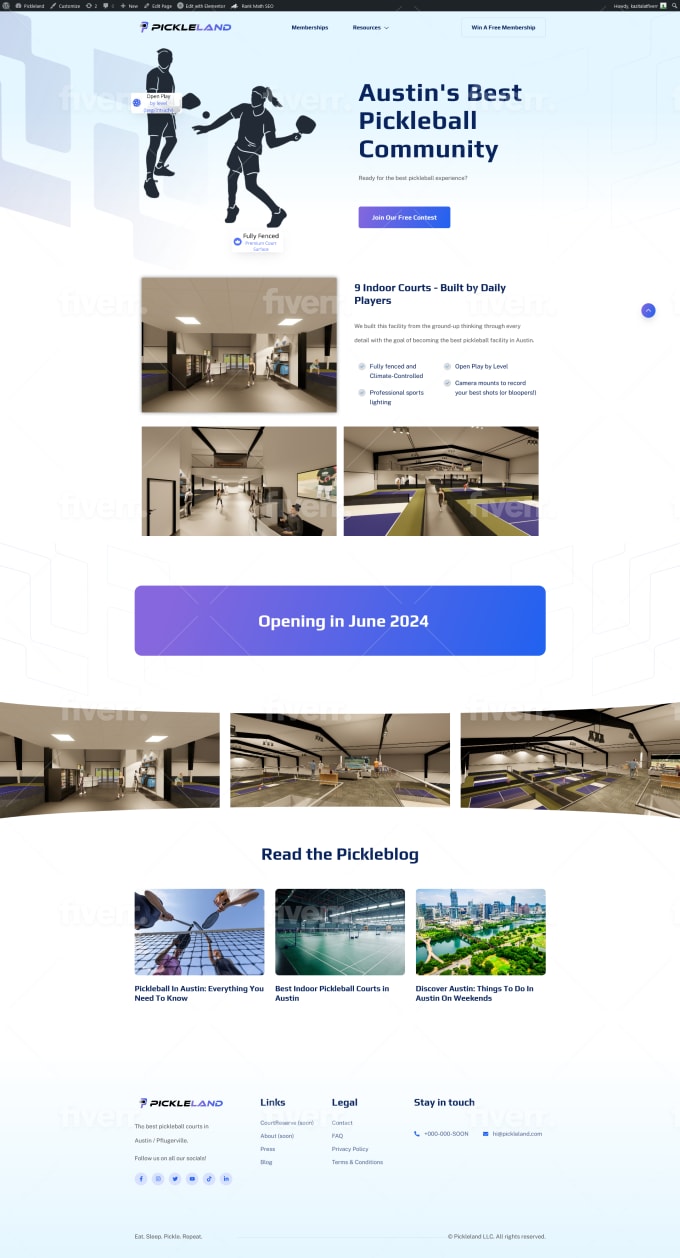 Pickleland Customize 2 New Edit Page Edit with Elementor Rank Math SEO
PICKLELAND
Memberships Resources Win A Free Membership
Open Play
by level
Fully Fenced
Premium Court
Surface
Austin's Best
Pickleball
Community
Ready for the best pickleball experience?
Join Our Free Contest
fiverr.
9 Indoor Courts - Built by Daily
Players
We built this facility from the ground-up thinking through every
detail with the goal of becoming the best pickleball facility in Austin.
Fully fenced and
Climate-Controlled
Open Play by Level
Professional sports
lighting
Camera mounts to record
your best shots (or bloopers!)
Opening in June 2024
Read the Pickleblog
Pickleball In Austin: Everything You
Need To Know
Best Indoor Pickleball Courts in
Austin
Discover Austin: Things To Do In
Austin On Weekends
PICKLELAND
The best pickleball courts in
Austin / Pflugerville.
Follow us on all our socials!
Links
CourtReserve (soon)
About (soon)
Press
Blog
Legal
Contact
FAQ
Privacy Policy
Terms & Conditions
Stay in touch
+000-000-SOON
hi@pickleland.com
Eat. Sleep. Pickle. Repeat.
© Pickleland LLC. All rights reserved.